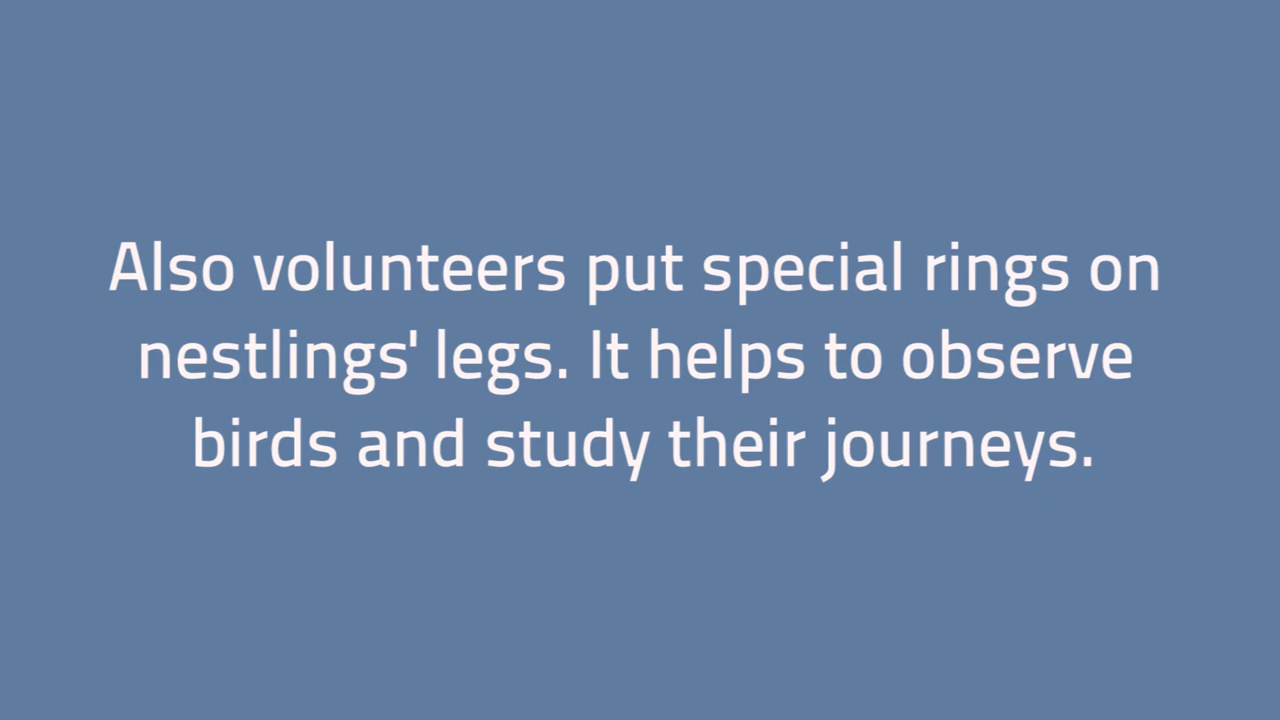 Also volunteers put special rings on
nestlings' legs. It helps to observe
birds and study their journeys.